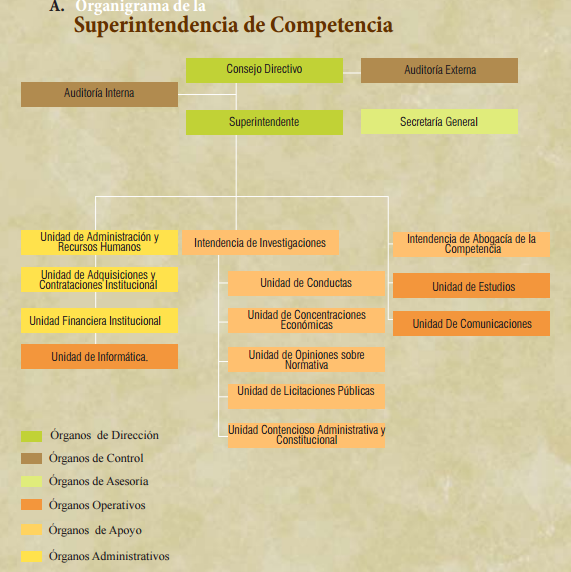 A. Organigrama de la
Superintendencia de Competencia
Consejo Directivo
Auditoría Externa
Auditoría Interna
Superintendente
Secretaría General
Unidad de Administración y
Recursos Humanos
Intendencia de Investigaciones
Intendencia de Abogacía de la
Competencia
Unidad de Adquisiciones y
Contrataciones Institucional
Unidad de Conductas
Unidad de Estudios
Unidad Financiera Institucional
Unidad de Concentraciones
Económicas
Unidad De Comunicaciones
Unidad de Informática.
Unidad de Opiniones sobre
Normativa
Unidad de Licitaciones Públicas
Unidad Contencioso Administrativa y
Constitucional
Órganos de Dirección
Órganos de Control
Órganos de Asesoría
Órganos Operativos
Órganos de Apoyo
Órganos Administrativos